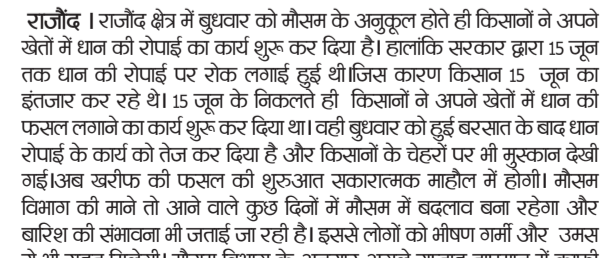 राजौंद । राजौंद क्षेत्र में बुधवार को मौसम के अनुकूल होते ही किसानों ने अपने
खेतों में धान की रोपाई का कार्य शुरू कर दिया है। हालांकि सरकार द्वारा 15 जून
तक धान की रोपाई पर रोक लगाई हुई थी।जिस कारण किसान 15 जून का
इंतजार कर रहे थे। 15 जून के निकलते ही किसानों ने अपने खेतों में धान की
फसल लगाने का कार्य शुरू कर दिया था। वही बुधवार को हुई बरसात के बाद धान
रोपाई के कार्य को तेज कर दिया है और किसानों के चेहरों पर भी मुस्कान देखी
गई।अब खरीफ की फसल की शुरुआत सकारात्मक माहौल में होगी। मौसम
विभाग की माने तो आने वाले कुछ दिनों में मौसम में बदलाव बना रहेगा और
बारिश की संभावना भी जताई जा रही है। इससे लोगों को भीषण गर्मी और उमस